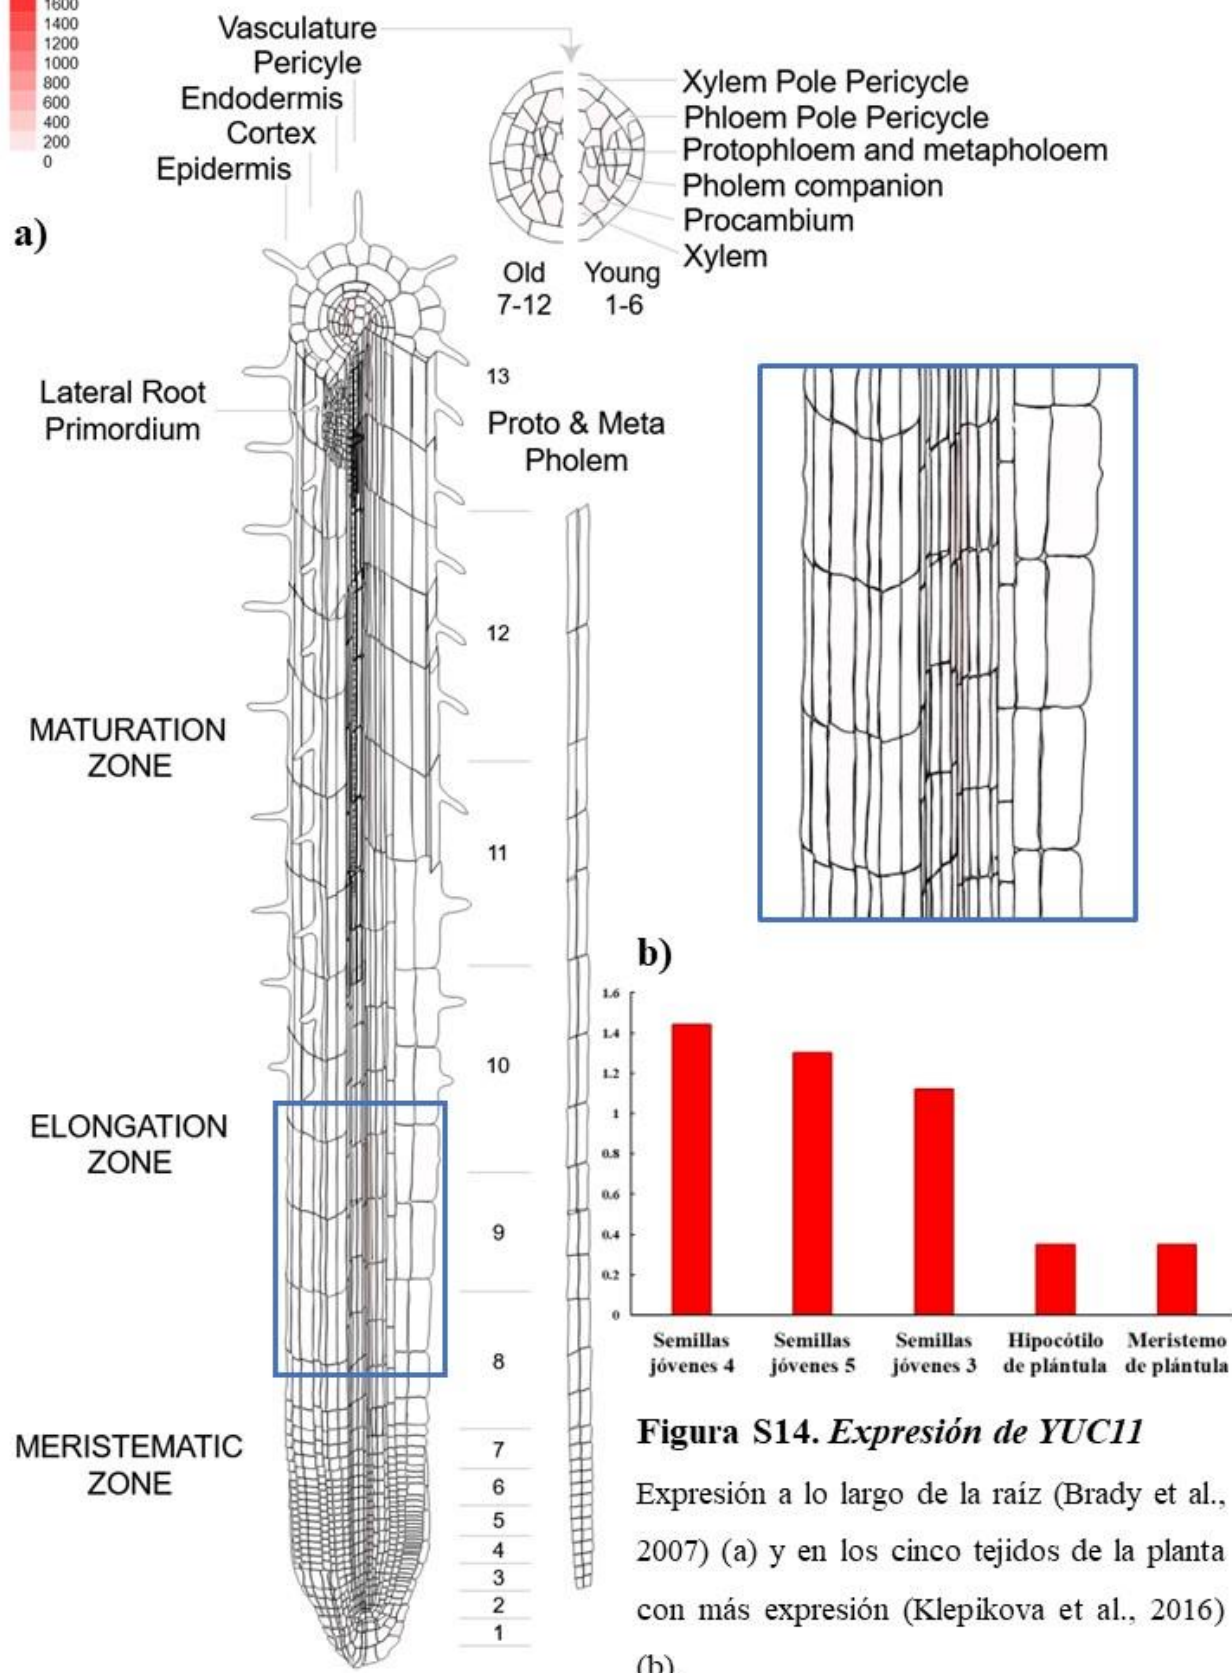 1600
1400
1200
1000
800
600
400
200
0
a)
Vasculature
Pericyle
Endodermis
Cortex
Epidermis
Xylem Pole Pericycle
Phloem Pole Pericycle
Protophloem and metapholoem
Pholem companion
Procambium
Xylem
Old
7-12
Young
1-6
Lateral Root
Primordium
13
Proto & Meta
Pholem
12
MATURATION
ZONE
11
10
ELONGATION
ZONE
9
8
MERISTEMATIC
ZONE
7
6
5
4
3
2
1
b)
1.6
1.4
1.2
1
0.8
0.6
0.4
0.2
0
Semillas
jóvenes 4
Semillas
jóvenes 5
Semillas
jóvenes 3
Hipocótilo
de plántula
Meristemo
de plántula
Figura S14. Expresión de YUC11
Expresión a lo largo de la raíz (Brady et al.,
2007) (a) y en los cinco tejidos de la planta
con más expresión (Klepikova et al., 2016)
(b)